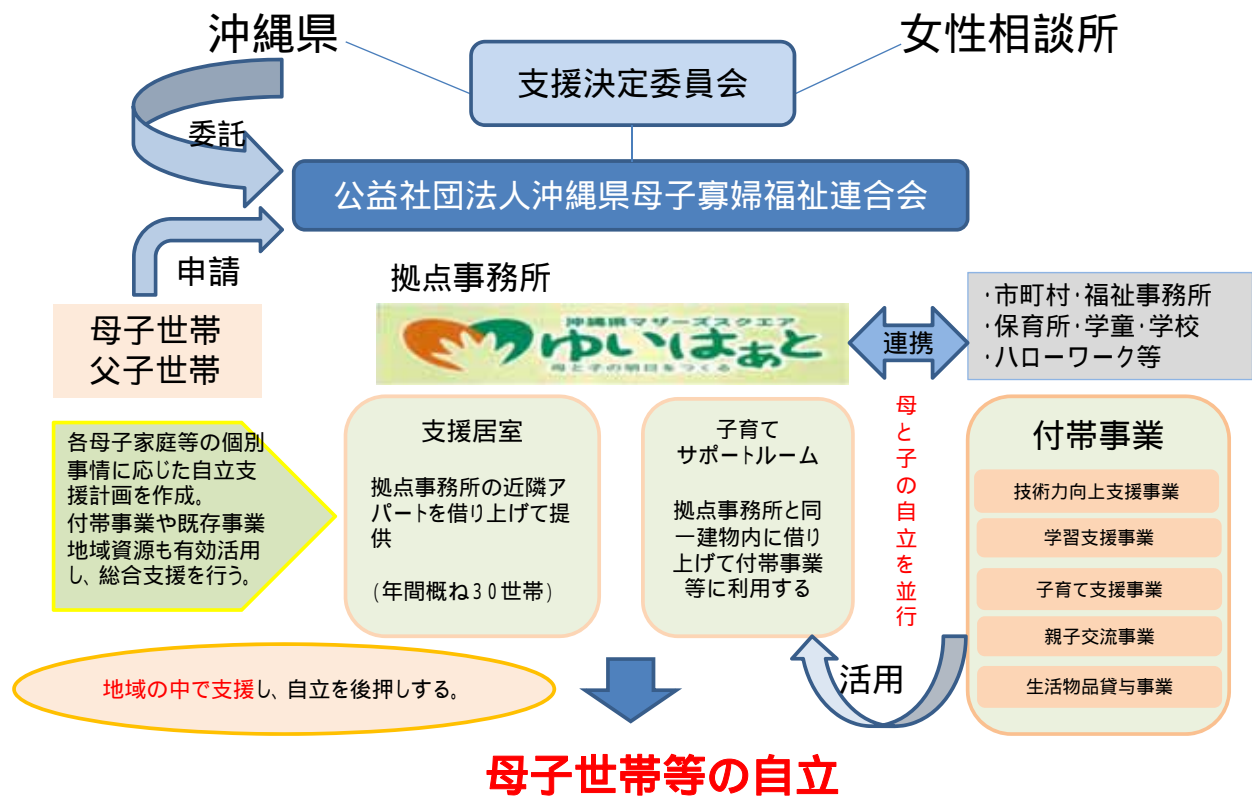 沖縄県
女性相談所
支援決定委員会
委託
公益社団法人沖縄県母子寡婦福祉連合会
申請
拠点事務所
母子世帯
父子世帯
沖縄県マザーズスクエア
ゆいはぁと
母と子の明日をつくる
連携
・市町村・福祉事務所
・保育所・学童・学校
・ハローワーク等
各母子家庭等の個別
事情に応じた自立支
援計画を作成。
付帯事業や既存事業
地域資源も有効活用
し、総合支援を行う。
支援居室
拠点事務所の近隣ア
パートを借り上げて提
供
(年間概ね30世帯)
子育て
サポートルーム
拠点事務所と同
一建物内に借り
上げて付帯事業
等に利用する
母と子の自立を並行
付帯事業
技術力向上支援事業
学習支援事業
子育て支援事業
親子交流事業
生活物品貸与事業
活用
地域の中で支援し、自立を後押しする。
母子世帯等の自立